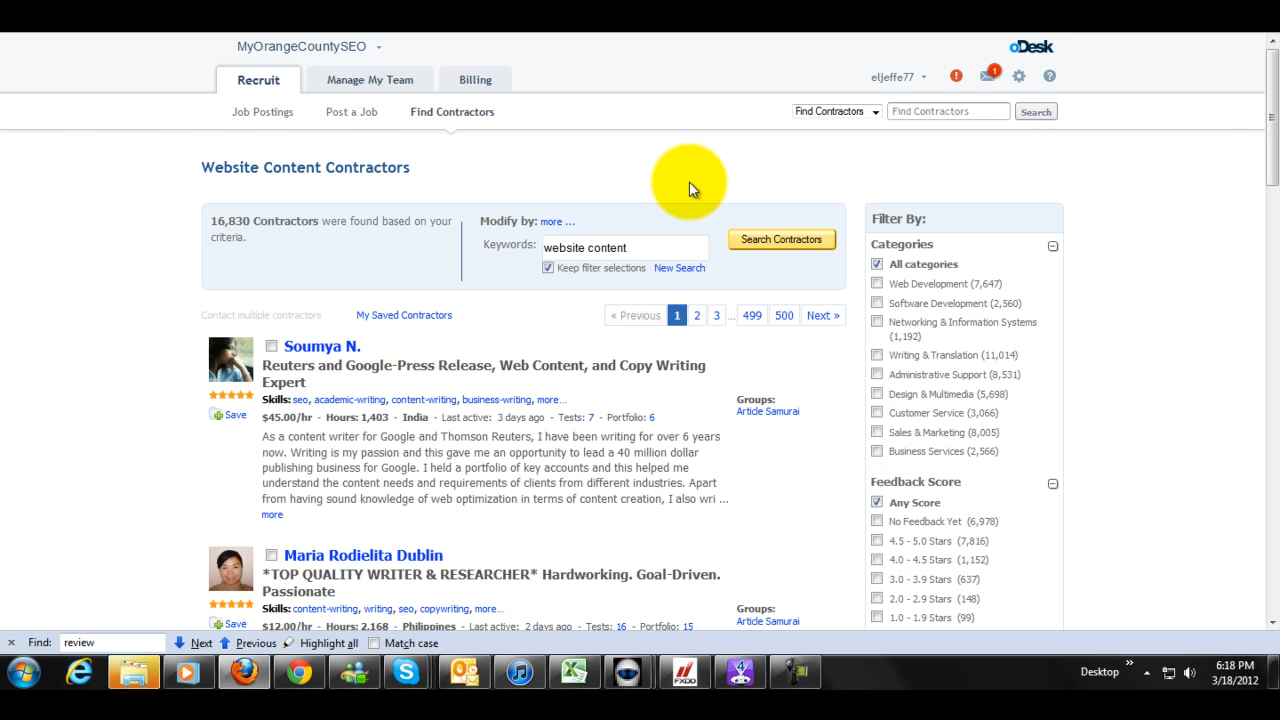 MyOrangeCountySEO
oDesk
Recruit
Manage My Team
Billing
eljeffe77
1
Job Postings
Post a Job
Find Contractors
Find Contractors
Find Contractors
Search
Website Content Contractors
16,830 Contractors were found based on your
criteria.
Modify by: more ...
Keywords: website content
Search Contractors
Keep filter selections New Search
Contact multiple contractors
My Saved Contractors
« Previous 1 2 3 ... 499 500 Next »
Soumya N.
Reuters and Google-Press Release, Web Content, and Copy Writing
Expert
Skills: seo, academic-writing, content-writing, business-writing, more...
Save
$45.00/hr - Hours: 1,403 - India - Last active: 3 days ago - Tests: 7 - Portfolio: 6
As a content writer for Google and Thomson Reuters, I have been writing for over 6 years
now. Writing is my passion and this gave me an opportunity to lead a 40 million dollar
publishing business for Google. I held a portfolio of key accounts and this helped me
understand the content needs and requirements of clients from different industries. Apart
from having sound knowledge of web optimization in terms of content creation, I also wri ...
more
Groups:
Article Samurai
Maria Rodielita Dublin
*TOP QUALITY WRITER & RESEARCHER* Hardworking. Goal-Driven.
Passionate
Skills: content-writing, writing, seo, copywriting, more...
Save
$12.00/hr - Hours: 2,168 - Philippines - Last active: 2 days ago - Tests: 16 - Portfolio: 15
Groups:
Article Samurai
Filter By:
Categories
All categories
Web Development (7,647)
Software Development (2,560)
Networking & Information Systems
(1,192)
Writing & Translation (11,014)
Administrative Support (8,531)
Design & Multimedia (5,698)
Customer Service (3,066)
Sales & Marketing (8,005)
Business Services (2,566)
Feedback Score
Any Score
No Feedback Yet (6,978)
4.5 - 5.0 Stars (7,816)
4.0 - 4.5 Stars (1,152)
3.0 - 3.9 Stars (637)
2.0 - 2.9 Stars (148)
1.0 - 1.9 Stars (99)
Find: review
Next
Previous
Highlight all
Match case
FXDD
4
Desktop
6:18 PM
3/18/2012